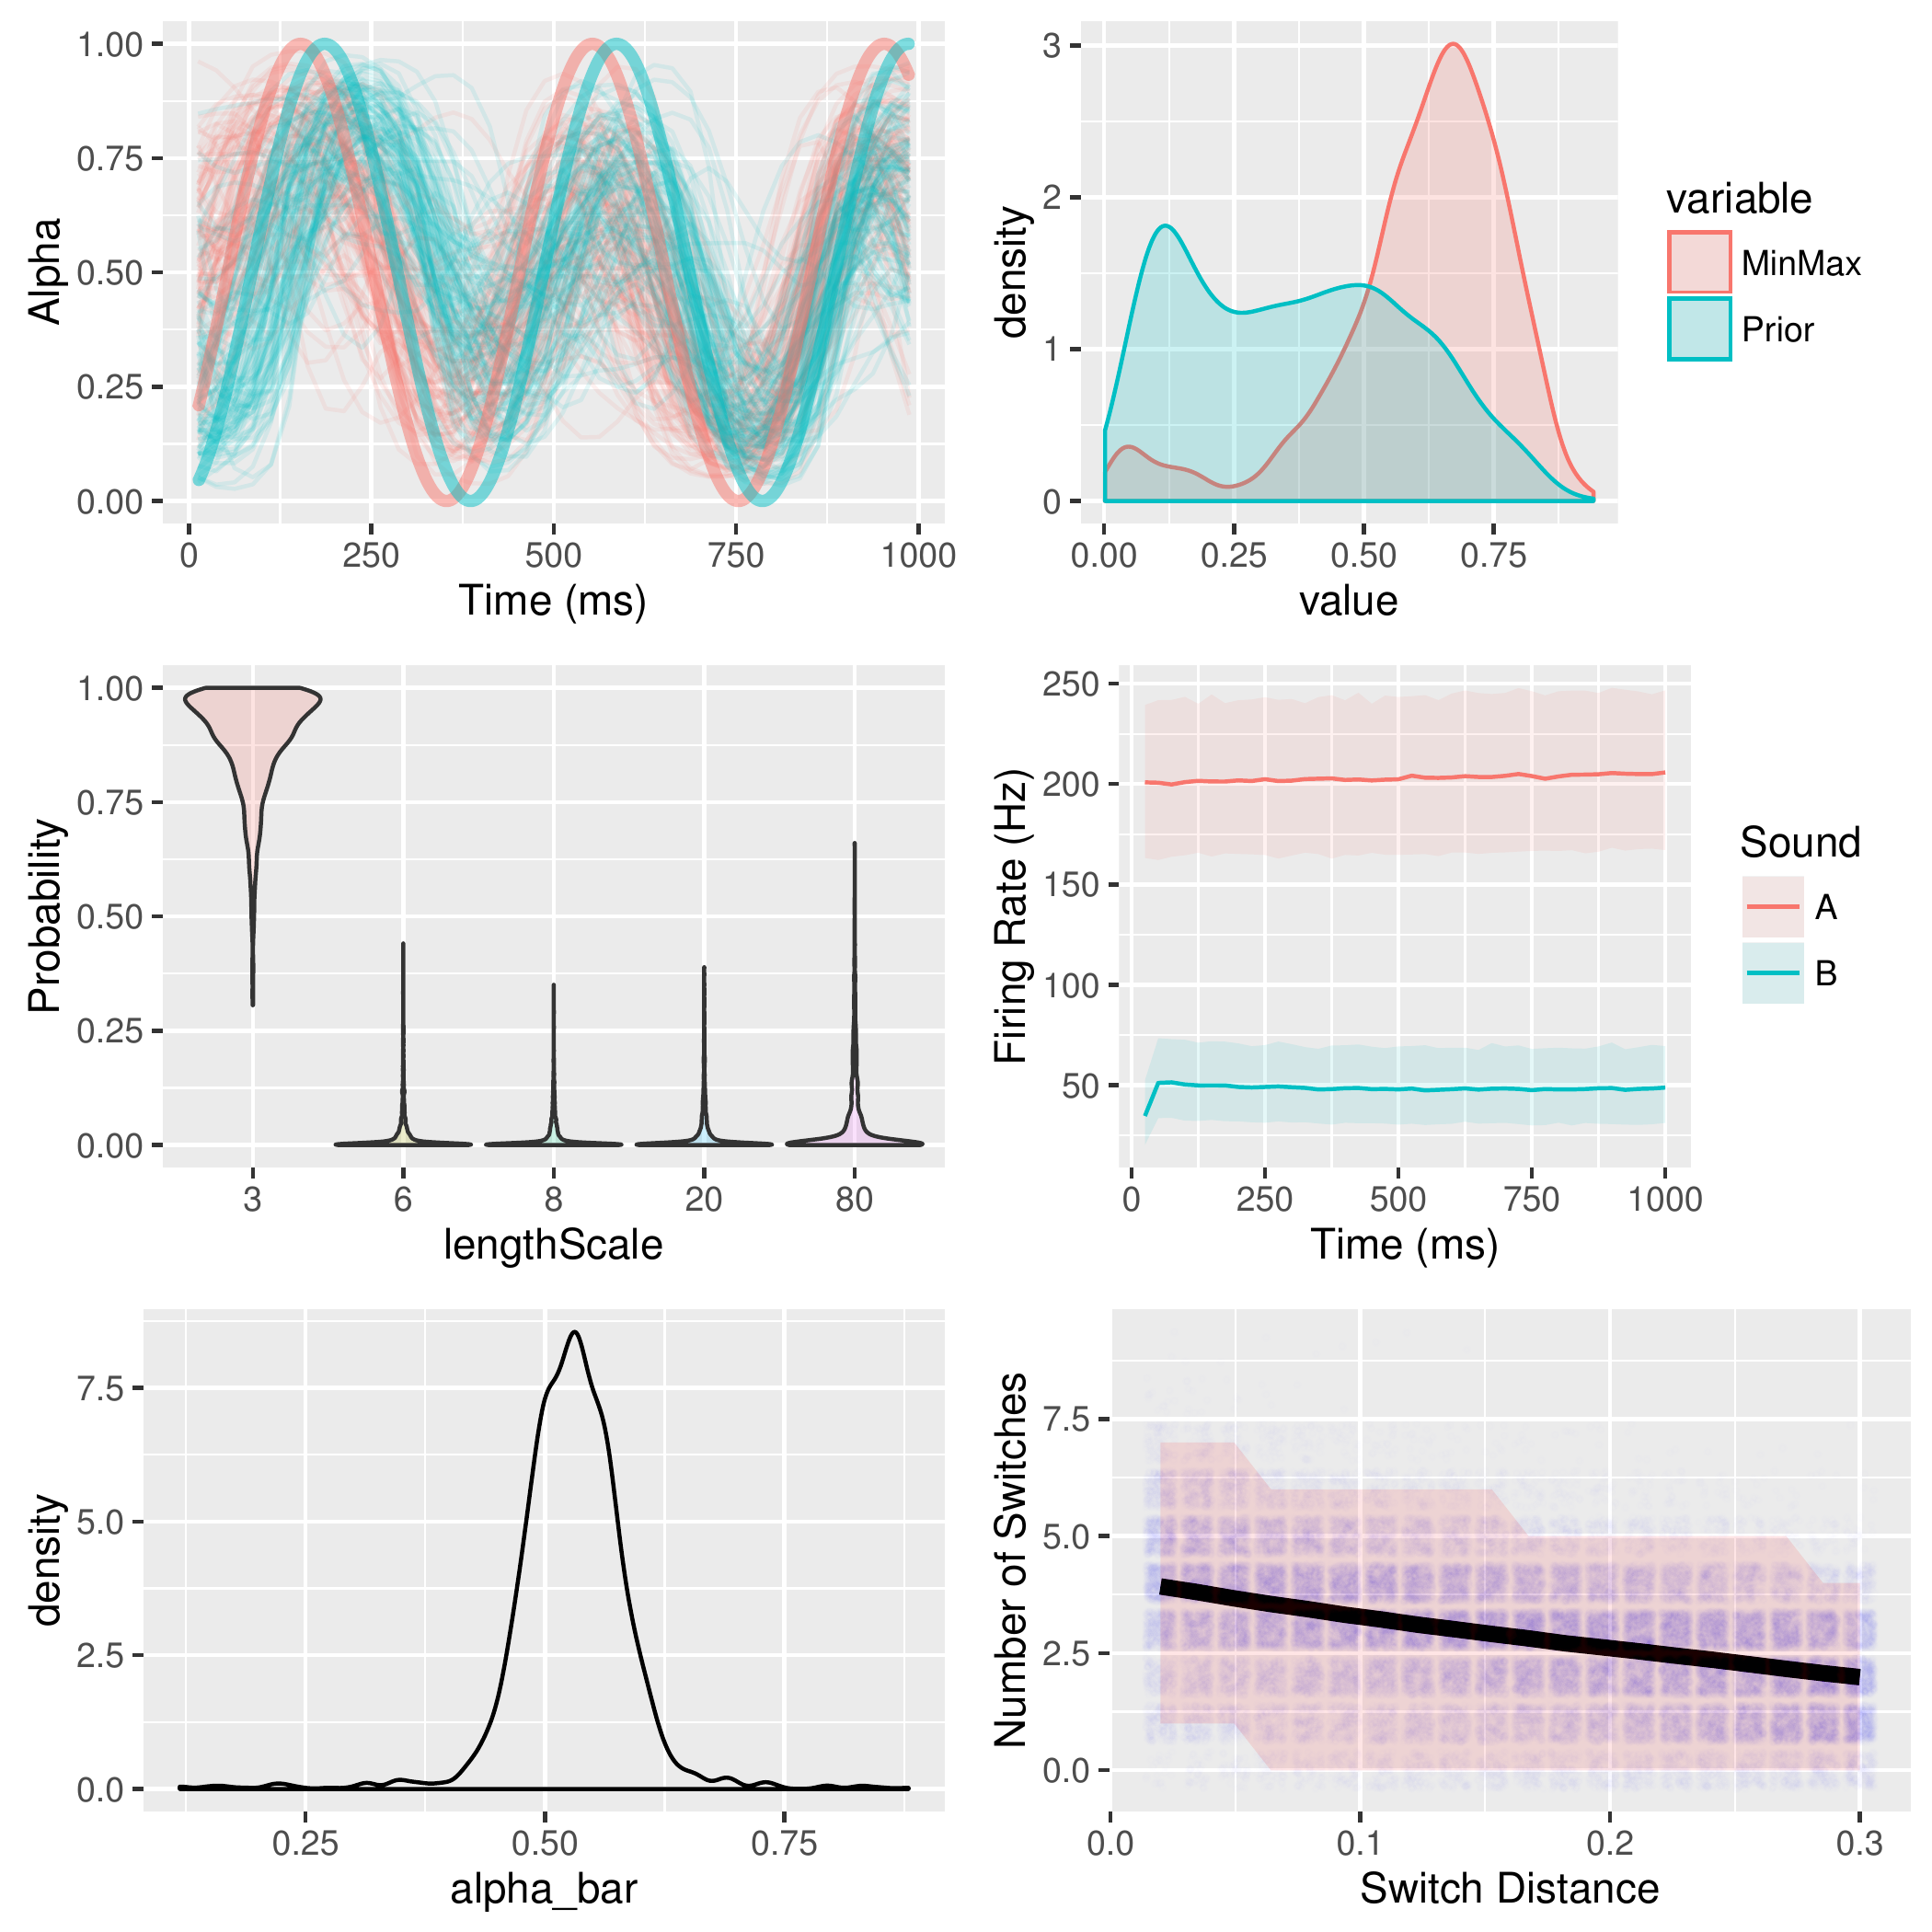 1.00
0.75
0.50
0.25
0.00
Alpha
0
250
500
750
1000
Time (ms)
3
2
1
0
density
0.00
0.25
0.50
0.75
value
variable
MinMax
Prior
1.00
0.75
0.50
0.25
0.00
Probability
3
6
8
20
80
lengthScale
250
200
150
100
50
Firing Rate (Hz)
0
250
500
750
1000
Time (ms)
Sound
A
B
7.5
5.0
2.5
0.0
density
0.25
0.50
0.75
alpha_bar
7.5
5.0
2.5
0.0
Number of Switches
0.0
0.1
0.2
0.3
Switch Distance